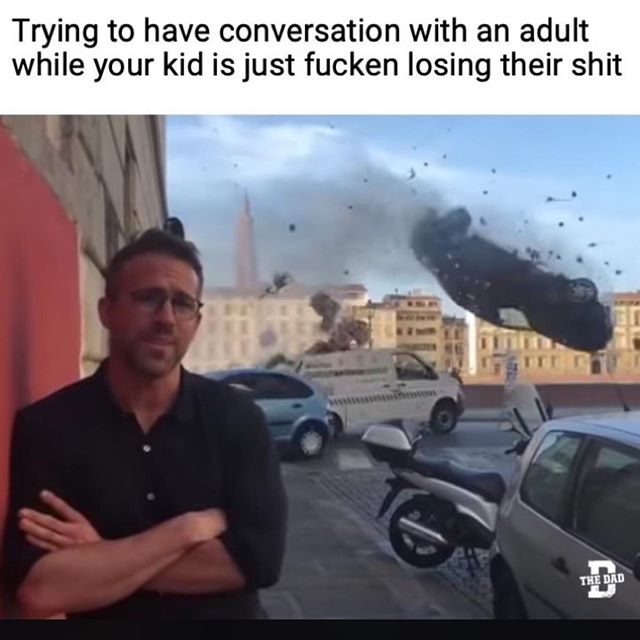 Trying to have conversation with an adult
while your kid is just fucken losing their shit
THE DAD